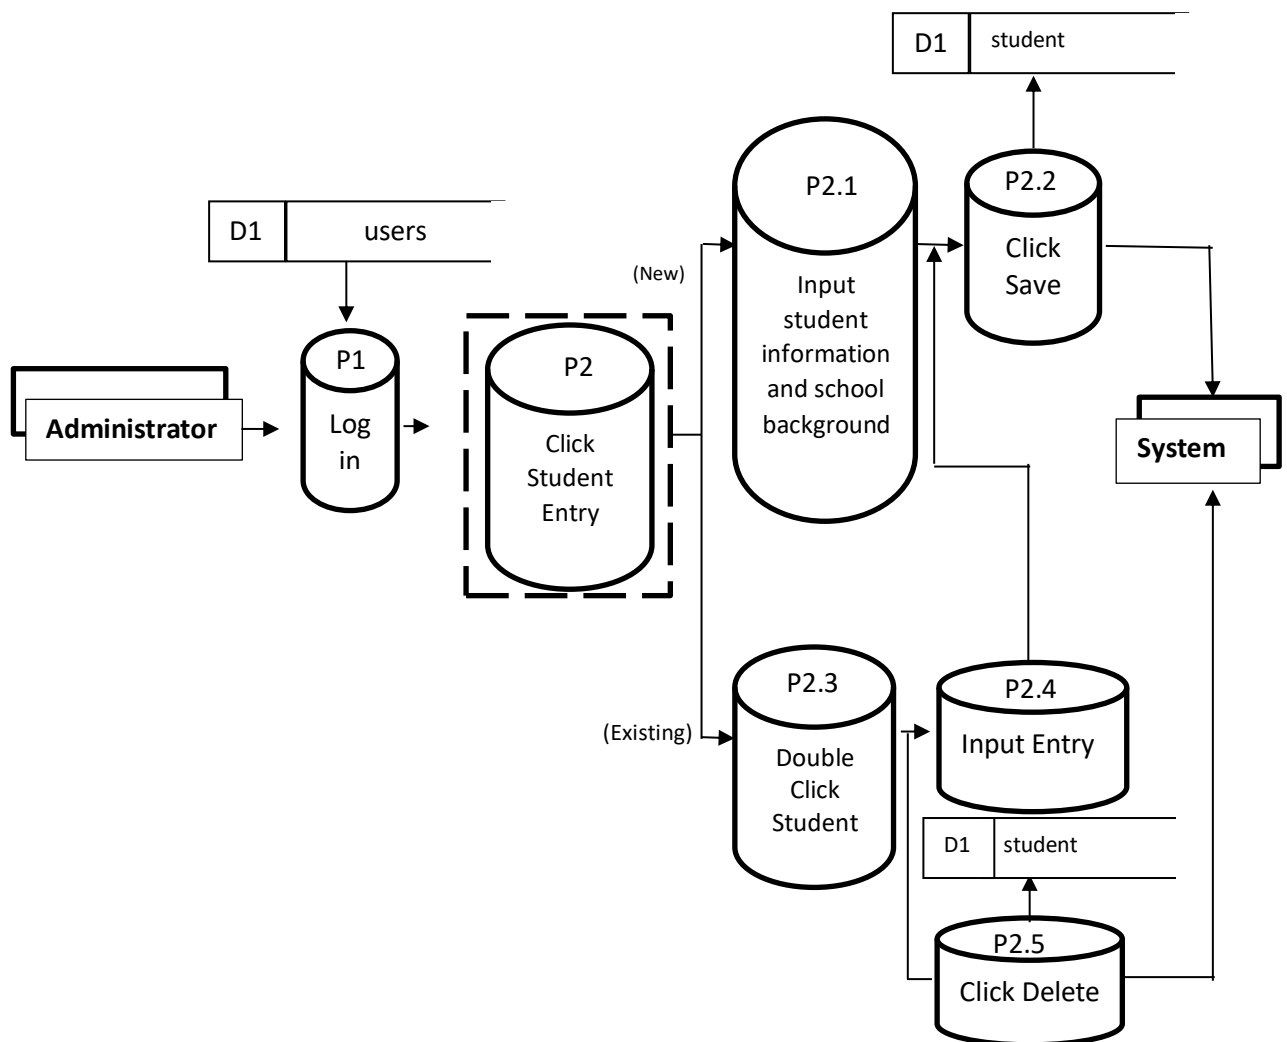 D1 student
P2.1
P2.2
D1 users
Click
Save
(New)
Input
student
information
and school
background
P1
Log
in
P2
Click
Student
Entry
Administrator
System
P2.3
P2.4
(Existing)
Double
Click
Student
Input Entry
D1 student
P2.5
Click Delete